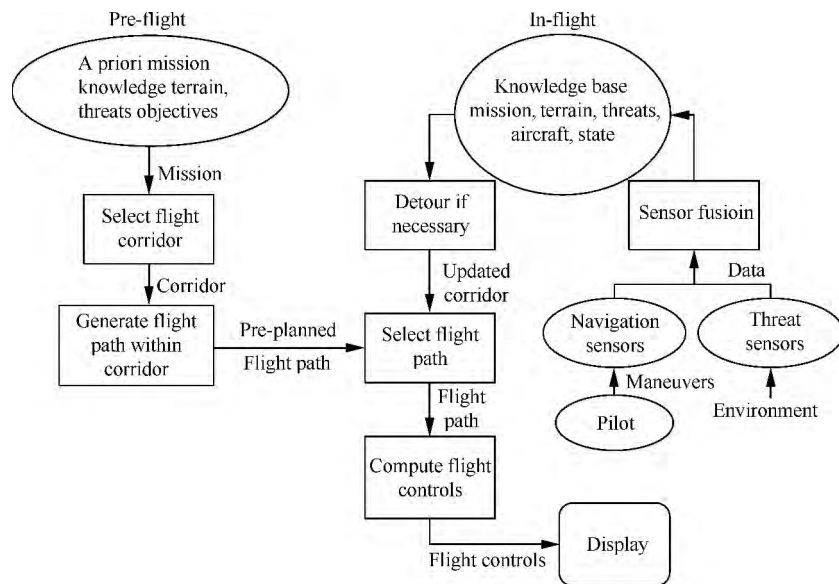 Pre-flight
A priori mission
knowledge terrain,
threats objectives
Mission
Select flight
corridor
Corridor
Generate flight
path within
corridor
Pre-planned
Flight path
In-flight
Knowledge base
mission, terrain, threats,
aircraft, state
Detour if
necessary
Updated
corridor
Select flight
path
Flight
path
Compute flight
controls
Flight controls
Display
Sensor fusioin
Data
Navigation
sensors
Threat
sensors
Maneuvers
Pilot
Environment